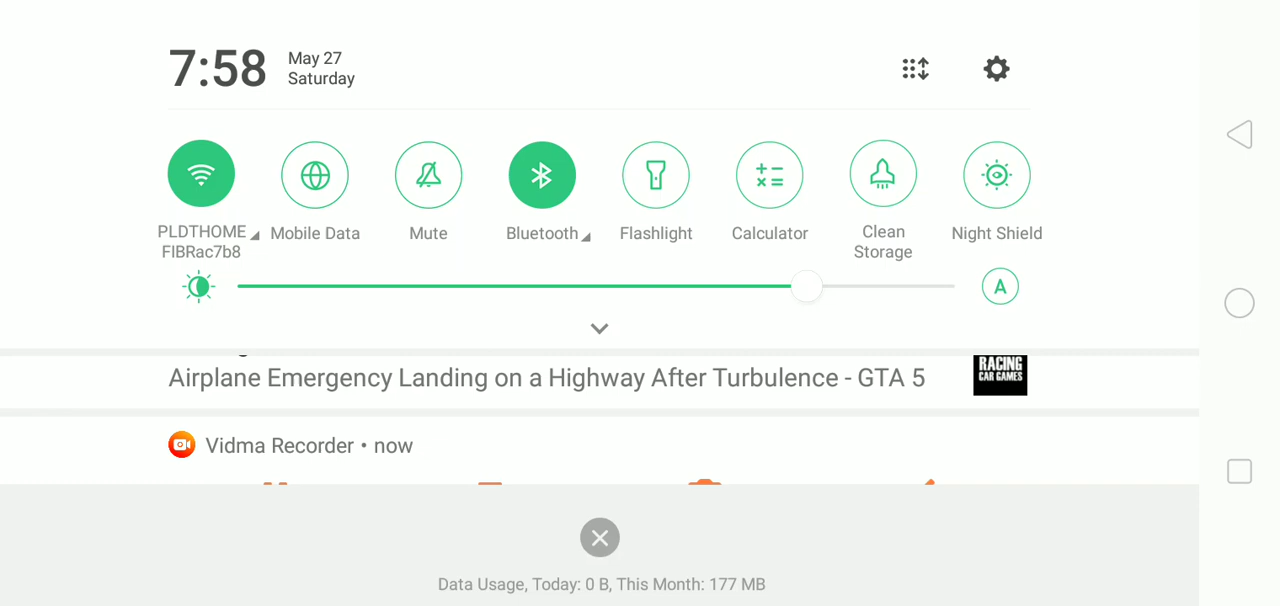 7:58
May 27
Saturday
PLDTHOME
FIBRac7b8
Mobile Data
Mute
Bluetooth
Flashlight
Calculator
Clean
Storage
Night Shield
A
Airplane Emergency Landing on a Highway After Turbulence - GTA 5
RACING
CAR GAMES
Vidma Recorder • now
Data Usage, Today: 0 B, This Month: 177 MB